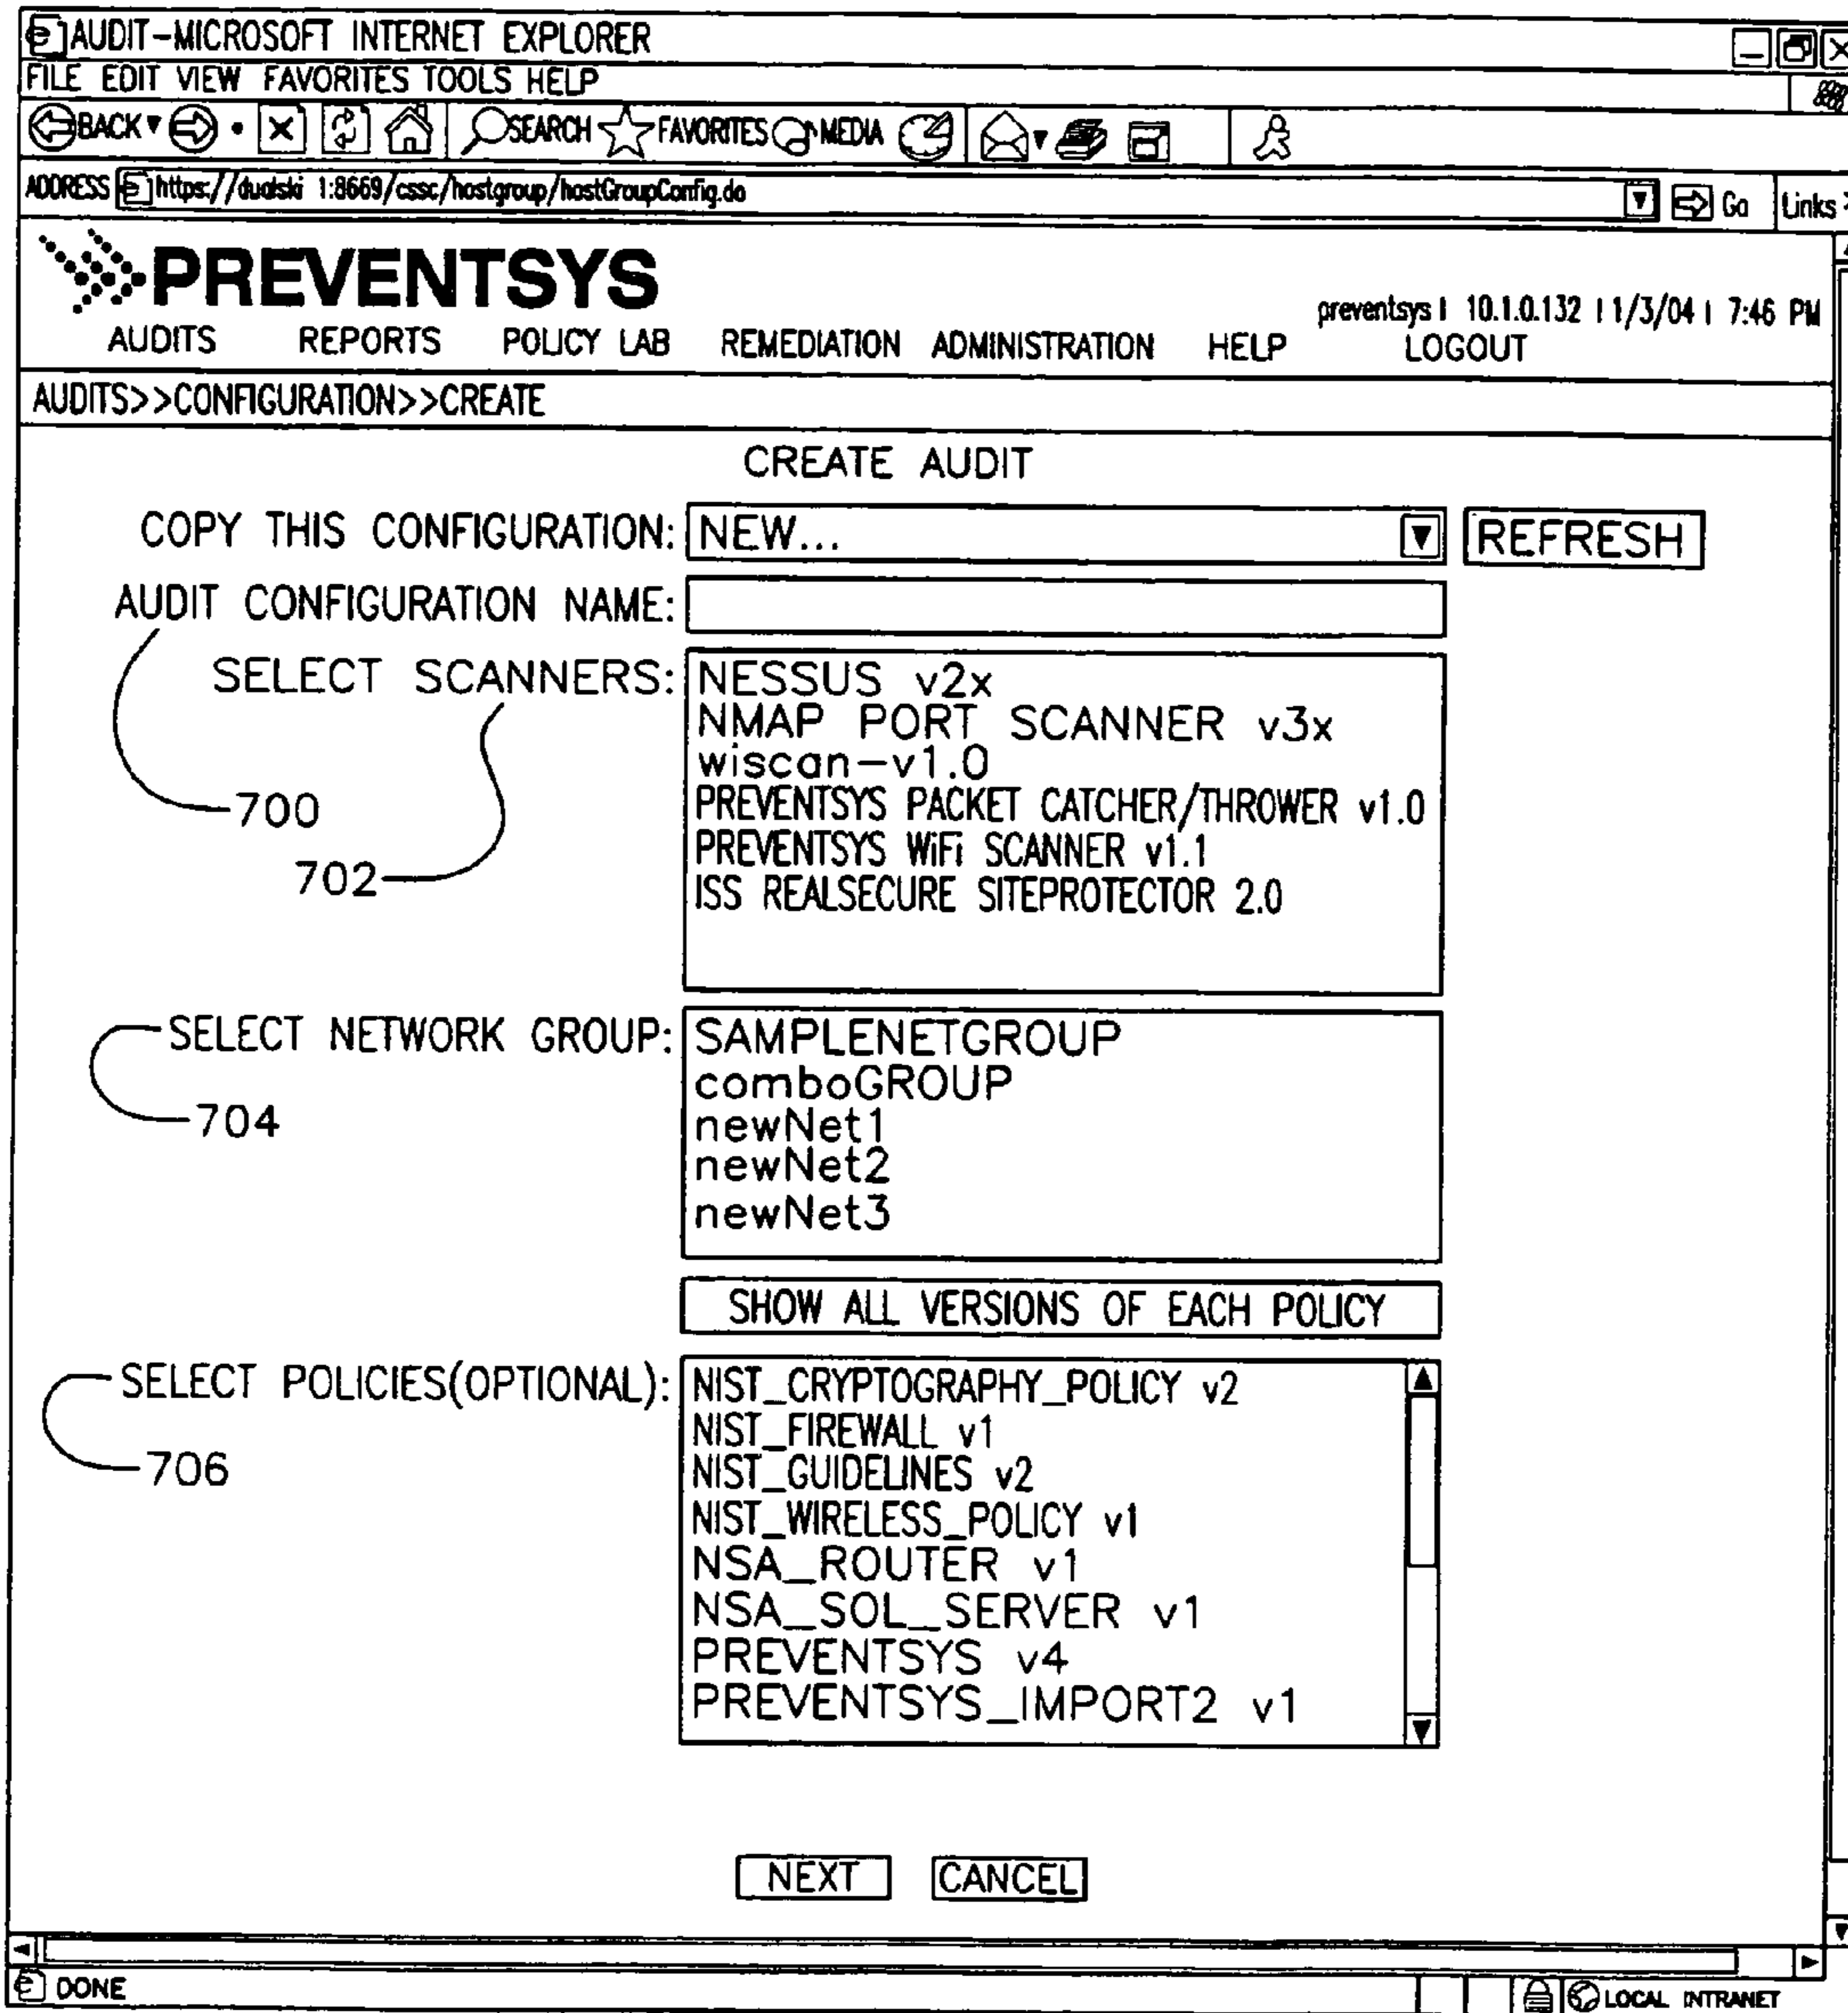 AUDIT-MICROSOFT INTERNET EXPLORER
FILE EDIT VIEW FAVORITES TOOLS HELP
BACK SEARCH FAVORITES MEDIA
ADDRESS https://dualski 1:8669/cssc/hostgroup/hostGroupConfig.do Go Links
PREVENTSYS
preventsys | 10.1.0.132 | 1/3/04 | 7:46 PM
AUDITS REPORTS POLICY LAB REMEDIATION ADMINISTRATION HELP LOGOUT
AUDITS>>CONFIGURATION>>CREATE
CREATE AUDIT
COPY THIS CONFIGURATION: NEW... REFRESH
AUDIT CONFIGURATION NAME:
700
SELECT SCANNERS:
702
NESSUS v2x
NMAP PORT SCANNER v3x
wiscan-v1.0
PREVENTSYS PACKET CATCHER/THROWER v1.0
PREVENTSYS WiFi SCANNER v1.1
ISS REALSECURE SITEPROTECTOR 2.0
SELECT NETWORK GROUP:
704
SAMPLENETGROUP
comboGROUP
newNet1
newNet2
newNet3
SHOW ALL VERSIONS OF EACH POLICY
SELECT POLICIES(OPTIONAL):
706
NIST_CRYPTOGRAPHY_POLICY v2
NIST_FIREWALL v1
NIST_GUIDELINES v2
NIST_WIRELESS_POLICY v1
NSA_ROUTER v1
NSA_SOL_SERVER v1
PREVENTSYS v4
PREVENTSYS_IMPORT2 v1
NEXT CANCEL
DONE LOCAL INTRANET